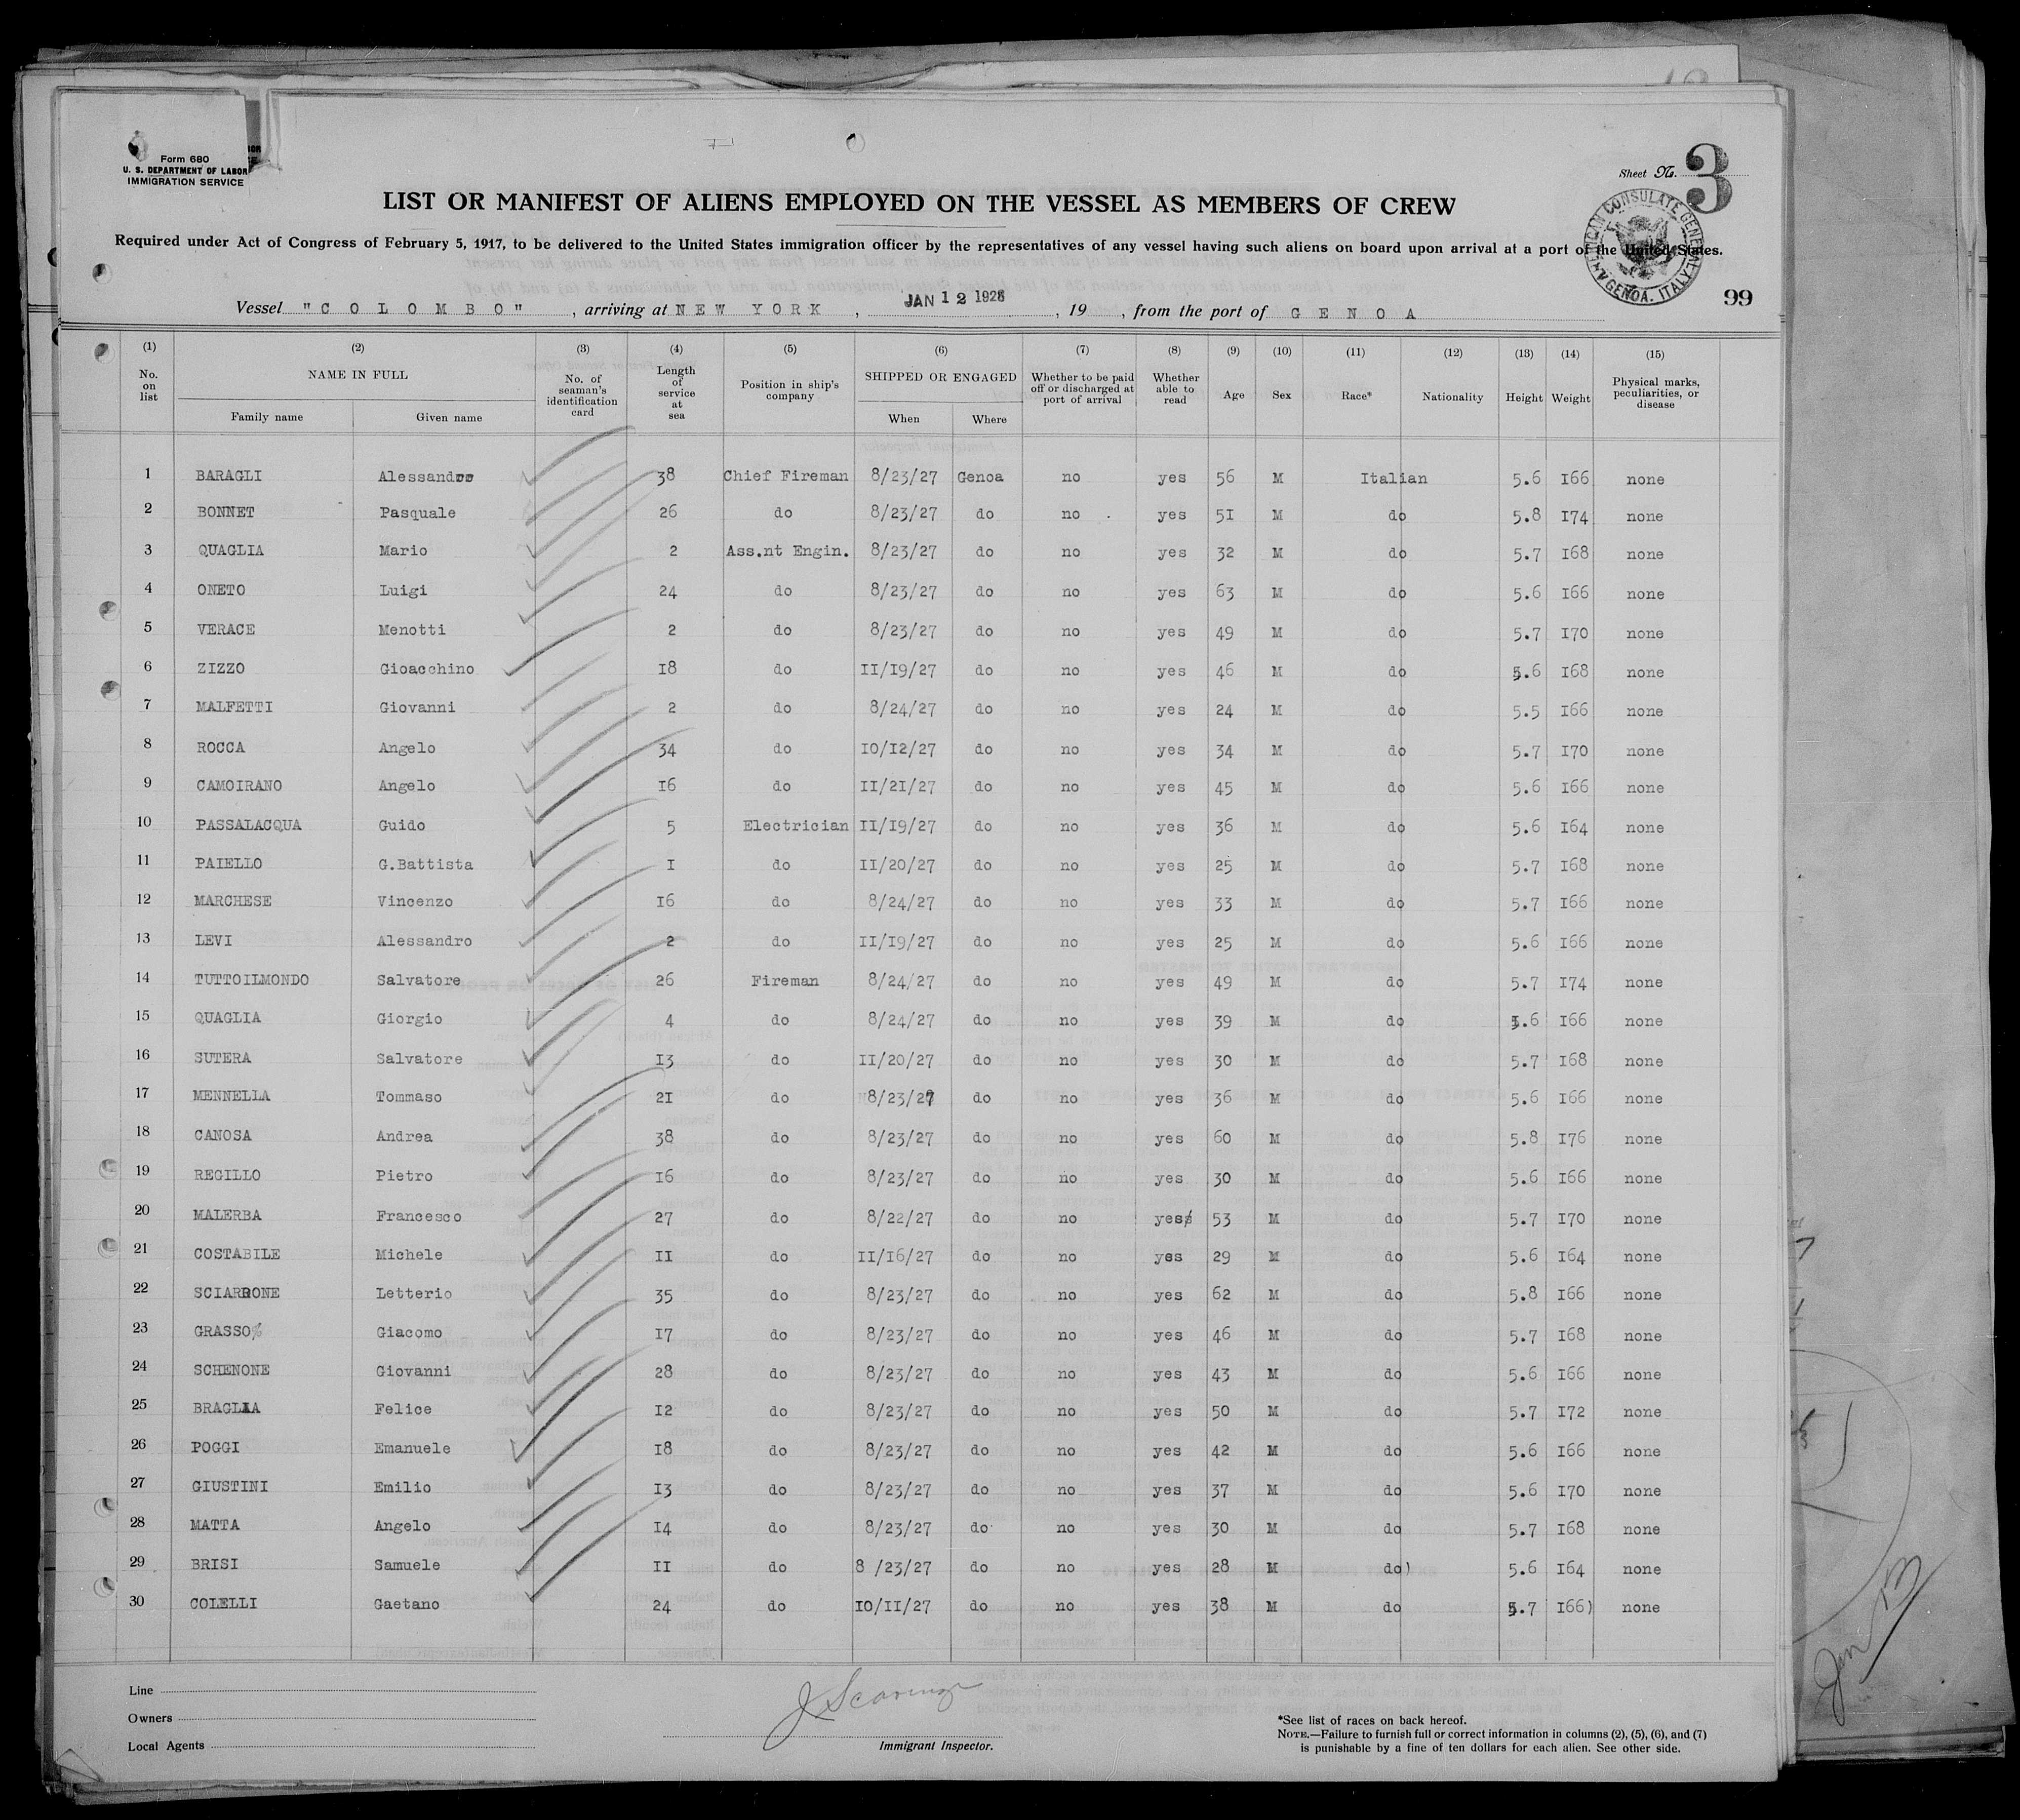 Form 680
U. S. DEPARTMENT OF LABOR
IMMIGRATION SERVICE
Sheet No. 3
LIST OR MANIFEST OF ALIENS EMPLOYED ON THE VESSEL AS MEMBERS OF CREW
Required under Act of Congress of February 5, 1917, to be delivered to the United States immigration officer by the representatives of any vessel having such aliens on board upon arrival at a port of the United States.
AMERICAN CONSULATE GENERAL GENOA, ITALY
99
Vessel "COLOMBO", arriving at NEW YORK, JAN 12 1928, 19 , from the port of GENOA
(1) (2) (3) (4) (5) (6) (7) (8) (9) (10) (11) (12) (13) (14) (15)
No. on list NAME IN FULL Family name Given name No. of seaman's identification card Length of service at sea Position in ship's company SHIPPED OR ENGAGED When Where Whether to be paid off or discharged at port of arrival Whether able to read Age Sex Race* Nationality Height Weight Physical marks, peculiarities, or disease
1 BARAGLI Alessandro 38 Chief Fireman 8/23/27 Genoa no yes 56 M Italian 5.6 166 none
2 BONNET Pasquale 26 do 8/23/27 do no yes 51 M do 5.8 174 none
3 QUAGLIA Mario 2 Ass.nt Engin. 8/23/27 do no yes 32 M do 5.7 168 none
4 ONETO Luigi 24 do 8/23/27 do no yes 63 M do 5.6 166 none
5 VERACE Menotti 2 do 8/23/27 do no yes 49 M do 5.7 170 none
6 ZIZZO Gioacchino 18 do 11/19/27 do no yes 46 M do 5.6 168 none
7 MALFETTI Giovanni 2 do 8/24/27 do no yes 24 M do 5.5 166 none
8 ROCCA Angelo 34 do 10/12/27 do no yes 34 M do 5.7 170 none
9 CAMOIRANO Angelo 16 do 11/21/27 do no yes 45 M do 5.6 166 none
10 PASSALACQUA Guido 5 Electrician 11/19/27 do no yes 36 M do 5.6 164 none
11 PAIELLO G.Battista 1 do 11/20/27 do no yes 25 M do 5.7 168 none
12 MARCHESE Vincenzo 16 do 8/24/27 do no yes 33 M do 5.7 166 none
13 LEVI Alessandro 2 do 11/19/27 do no yes 25 M do 5.6 166 none
14 TUTTOILMONDO Salvatore 26 Fireman 8/24/27 do no yes 49 M do 5.7 174 none
15 QUAGLIA Giorgio 4 do 8/24/27 do no yes 39 M do 5.6 166 none
16 SUTERA Salvatore 13 do 11/20/27 do no yes 30 M do 5.7 168 none
17 MENNELLA Tommaso 21 do 8/23/27 do no yes 36 M do 5.6 166 none
18 CANOSA Andrea 38 do 8/23/27 do no yes 60 M do 5.8 176 none
19 REGILLO Pietro 16 do 8/23/27 do no yes 30 M do 5.6 166 none
20 MALERBA Francesco 27 do 8/22/27 do no yes 53 M do 5.7 170 none
21 COSTABILE Michele 11 do 11/16/27 do no yes 29 M do 5.6 164 none
22 SCIARRONE Letterio 35 do 8/23/27 do no yes 62 M do 5.8 166 none
23 GRASSO Giacomo 17 do 8/23/27 do no yes 46 M do 5.7 168 none
24 SCHENONE Giovanni 28 do 8/23/27 do no yes 43 M do 5.6 166 none
25 BRAGLIA Felice 12 do 8/23/27 do no yes 50 M do 5.7 172 none
26 POGGI Emanuele 18 do 8/23/27 do no yes 42 M do 5.6 166 none
27 GIUSTINI Emilio 13 do 8/23/27 do no yes 37 M do 5.6 170 none
28 MATTA Angelo 14 do 8/23/27 do no yes 30 M do 5.7 168 none
29 BRISI Samuele 11 do 8 /23/27 do no yes 28 M do) 5.6 164 none
30 COLELLI Gaetano 24 do 10/11/27 do no yes 38 M do 5.7 166) none
Line
Owners
Local Agents
Immigrant Inspector.
*See list of races on back hereof.
NOTE.—Failure to furnish full or correct information in columns (2), (5), (6), and (7)
is punishable by a fine of ten dollars for each alien. See other side.